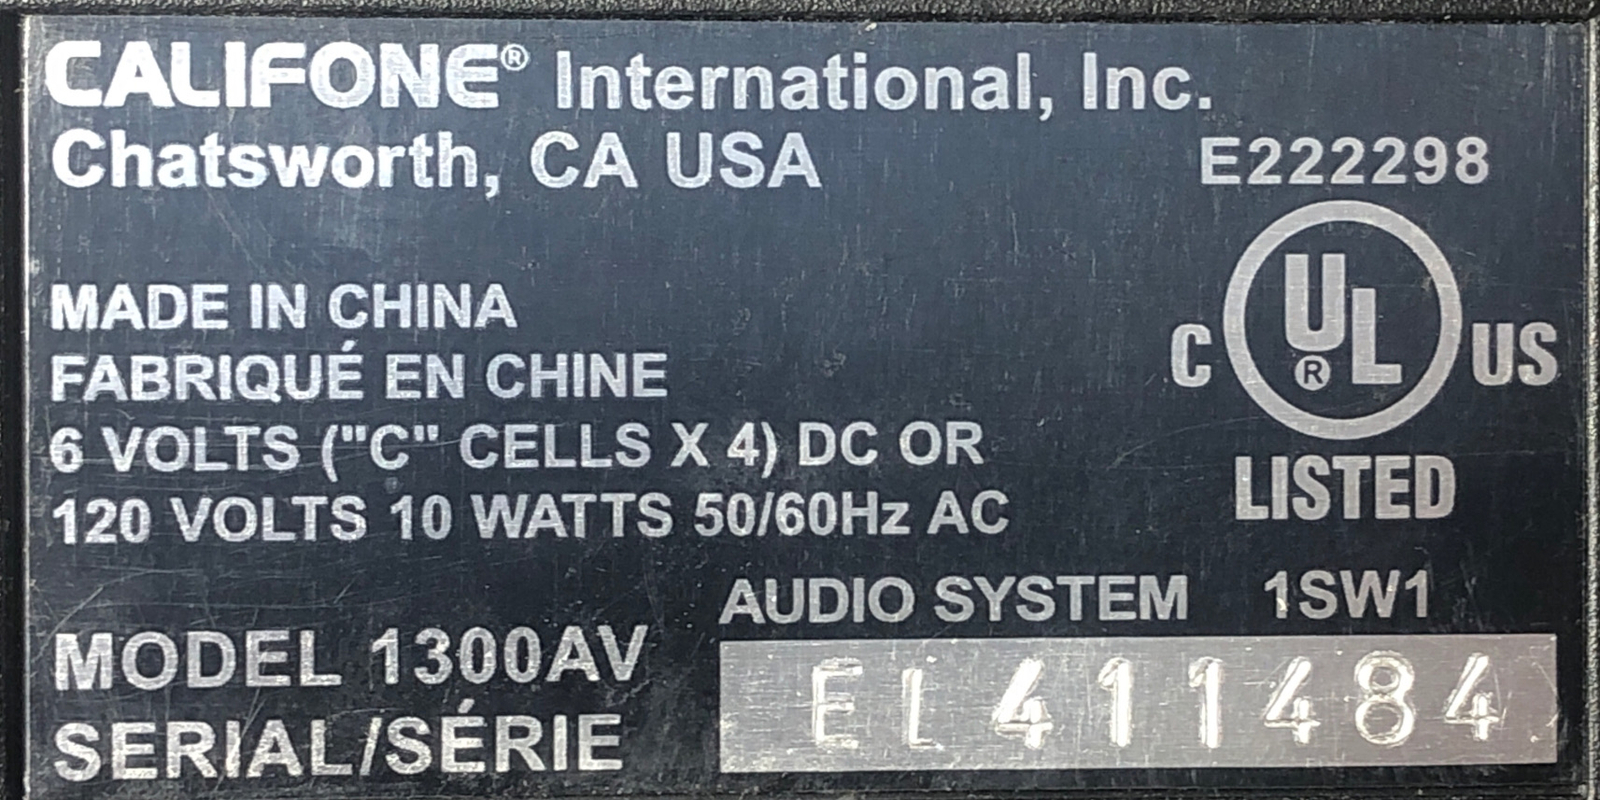 CALIFONE® International, Inc.
Chatsworth, CA USA
E222298
MADE IN CHINA
FABRIQUÉ EN CHINE
6 VOLTS ("C" CELLS X 4) DC OR
120 VOLTS 10 WATTS 50/60Hz AC
C UL® US
LISTED
AUDIO SYSTEM 1SW1
MODEL 1300AV
SERIAL/SÉRIE EL411484